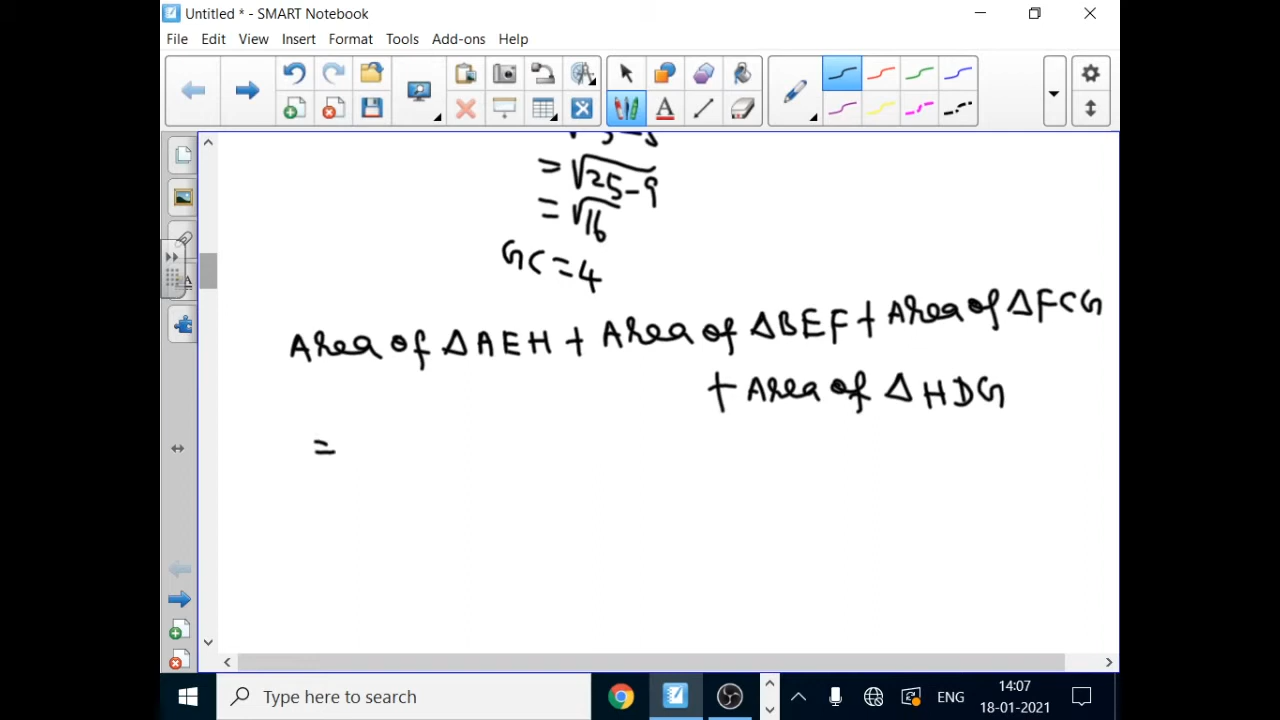 Untitled * - SMART Notebook
File Edit View Insert Format Tools Add-ons Help
= √25-9
= √16
GC = 4
Area of ΔAEH + Area of ΔBEF + Area of ΔFCG
+ Area of ΔHDG
=
Type here to search
ENG
14:07
18-01-2021